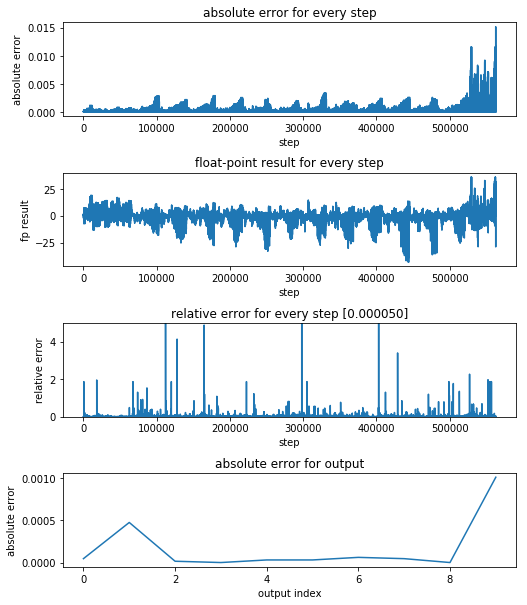 absolute error for every step
absolute error
0.015
0.010
0.005
0.000
0 100000 200000 300000 400000 500000
step
float-point result for every step
fp result
25
0
−25
0 100000 200000 300000 400000 500000
step
relative error for every step [0.000050]
relative error
4
2
0
0 100000 200000 300000 400000 500000
step
absolute error for output
absolute error
0.0010
0.0005
0.0000
0 2 4 6 8
output index